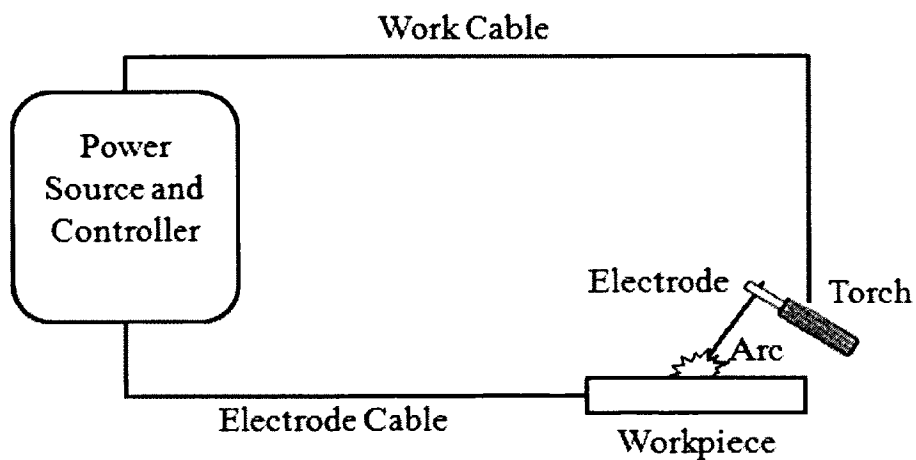 Work Cable
Power
Source and
Controller
Electrode
Torch
Arc
Electrode Cable
Workpiece